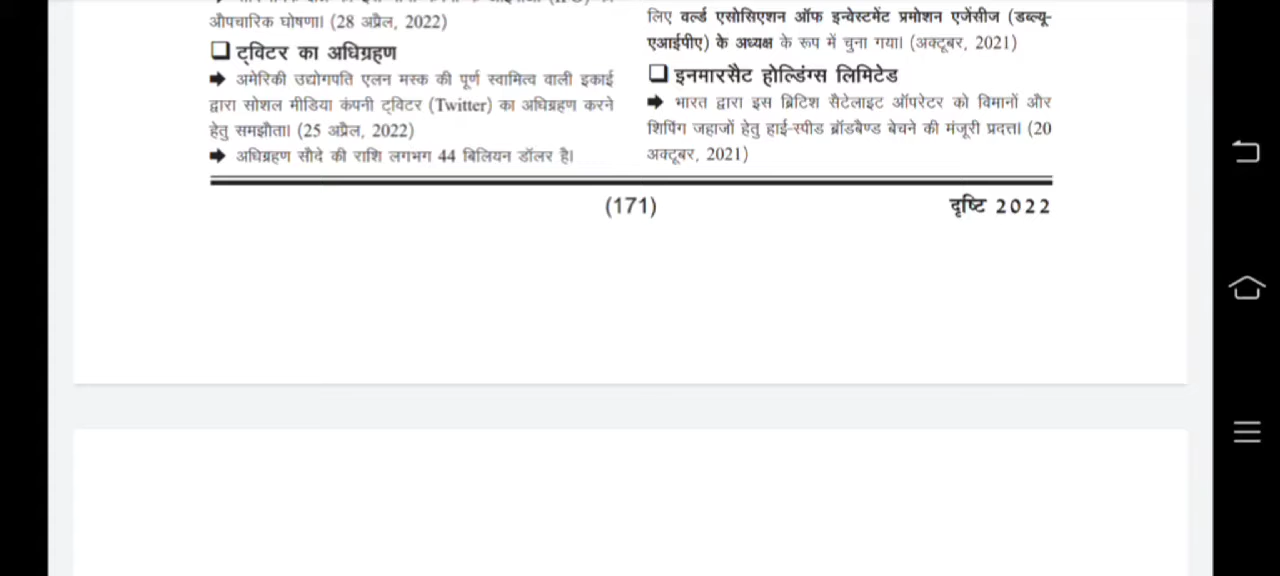 औपचारिक घोषणा। (28 अप्रैल, 2022)
❑ ट्विटर का अधिग्रहण
➡ अमेरिकी उद्योगपति एलन मस्क की पूर्ण स्वामित्व वाली इकाई
द्वारा सोशल मीडिया कंपनी ट्विटर (Twitter) का अधिग्रहण करने
हेतु समझौता। (25 अप्रैल, 2022)
➡ अधिग्रहण सौदे की राशि लगभग 44 बिलियन डॉलर है।
लिए वर्ल्ड एसोसिएशन ऑफ इन्वेस्टमेंट प्रमोशन एजेंसीज (डब्ल्यू-
एआईपीए) के अध्यक्ष के रूप में चुना गया। (अक्टूबर, 2021)
❑ इनमारसैट होल्डिंग्स लिमिटेड
➡ भारत द्वारा इस ब्रिटिश सैटेलाइट ऑपरेटर को विमानों और
शिपिंग जहाजों हेतु हाई-स्पीड ब्रॉडबैण्ड बेचने की मंजूरी प्रदत्त। (20
अक्टूबर, 2021)
(171)
दृष्टि 2022